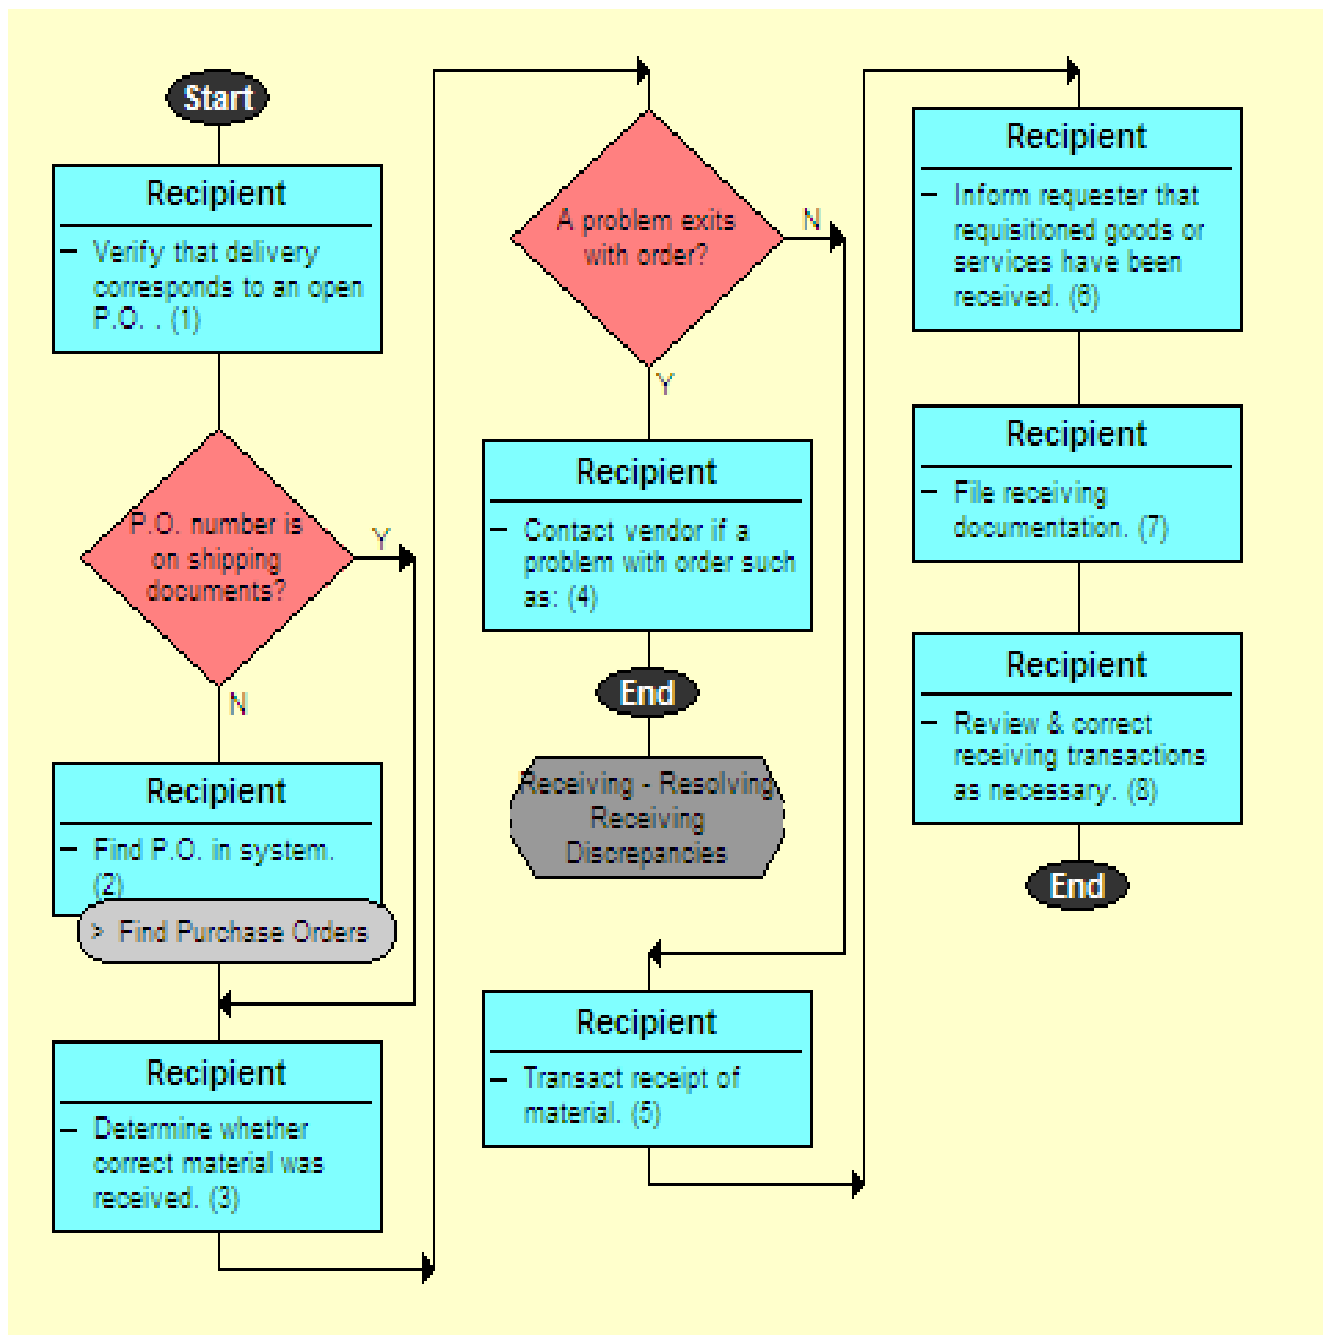 Start
Recipient
– Verify that delivery
corresponds to an open
P.O. . (1)
P.O. number is
on shipping
documents?
Y
N
Recipient
– Find P.O. in system.
(2)
> Find Purchase Orders
Recipient
– Determine whether
correct material was
received. (3)
A problem exits
with order?
N
Y
Recipient
– Contact vendor if a
problem with order such
as: (4)
End
Receiving - Resolving
Receiving
Discrepancies
Recipient
– Transact receipt of
material. (5)
Recipient
– Inform requester that
requisitioned goods or
services have been
received. (6)
Recipient
– File receiving
documentation. (7)
Recipient
– Review & correct
receiving transactions
as necessary. (8)
End